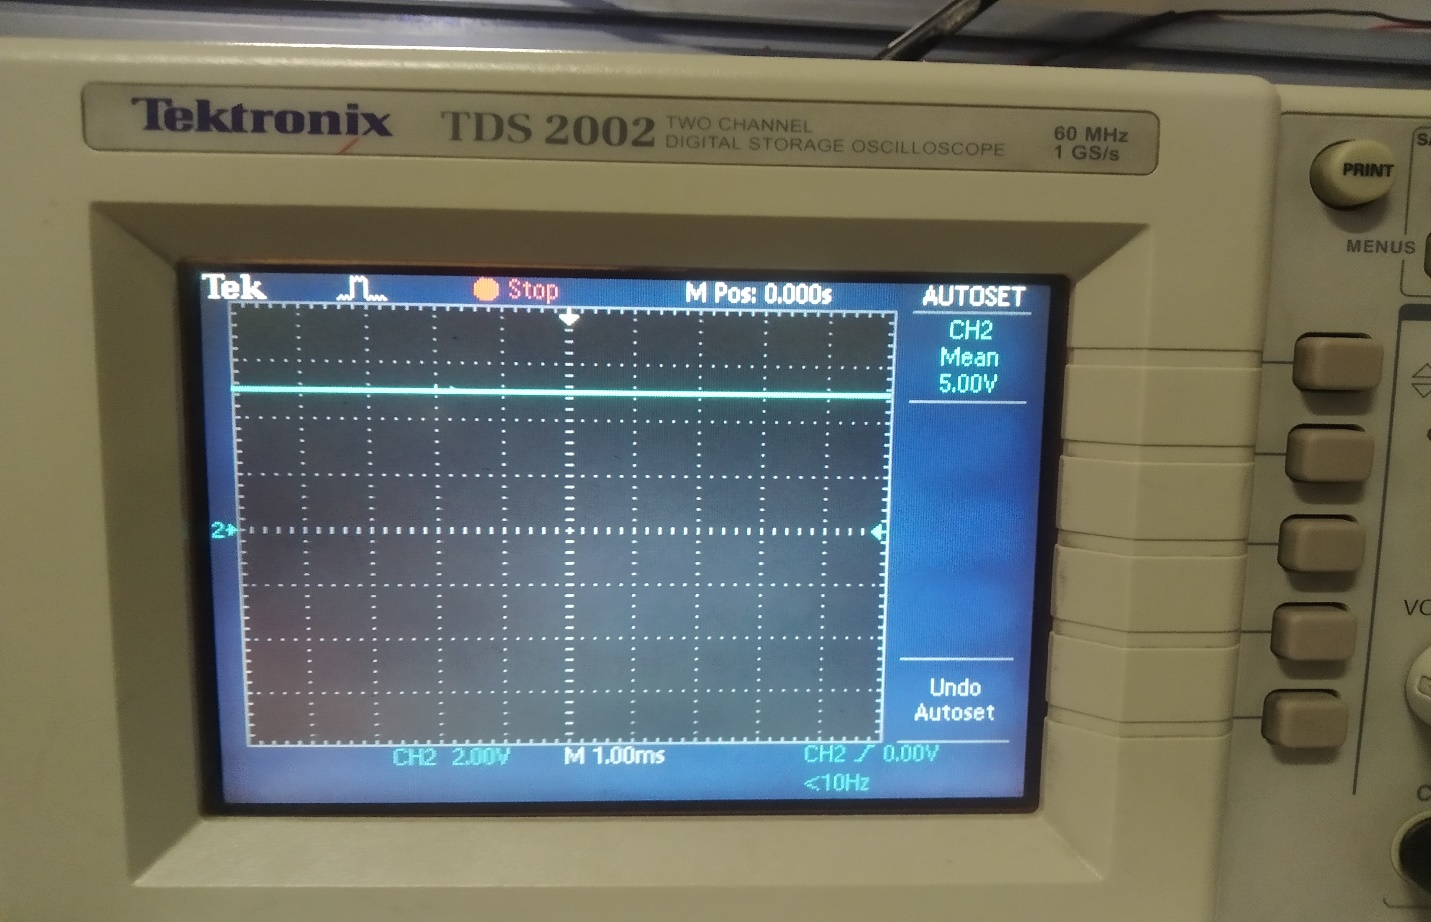 Tektronix TDS 2002 TWO CHANNEL DIGITAL STORAGE OSCILLOSCOPE
60 MHz
1 GS/s
PRINT
MENUS
Tek Stop M Pos: 0.000s AUTOSET
CH2
Mean
5.00V
2
Undo
Autoset
CH2 2.00V M 1.00ms CH2 0.00V
<10Hz